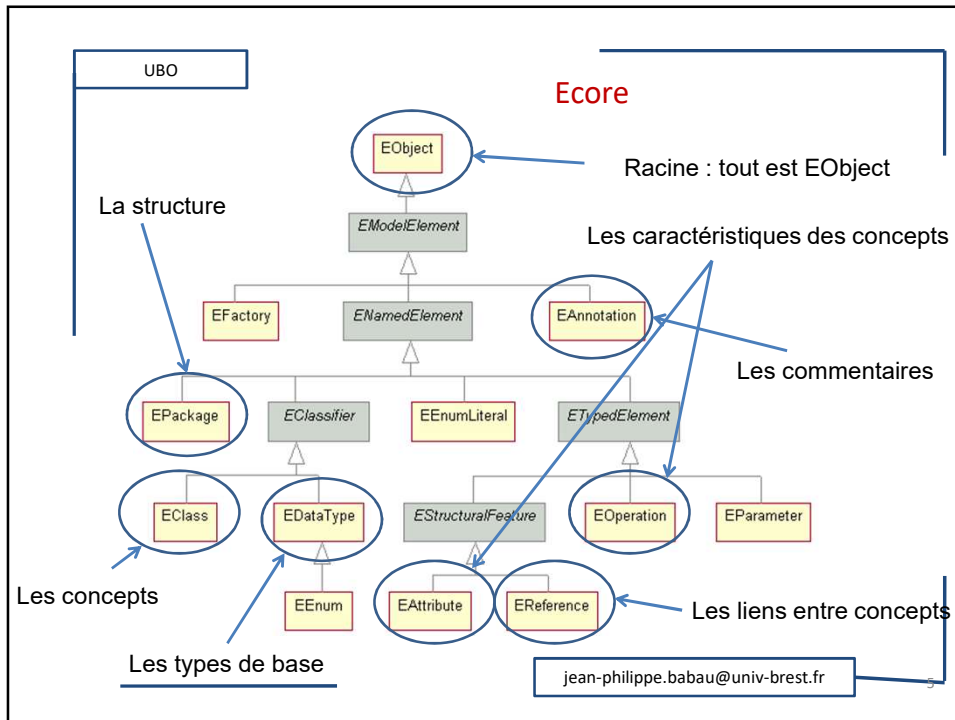 UBO
Ecore
EObject
Racine : tout est EObject
La structure
EModelElement
Les caractéristiques des concepts
EFactory
ENamedElement
EAnnotation
Les commentaires
EPackage
EClassifier
EEnumLiteral
ETypedElement
EClass
EDataType
EStructuralFeature
EOperation
EParameter
Les concepts
EEnum
EAttribute
EReference
Les liens entre concepts
Les types de base
jean-philippe.babau@univ-brest.fr
5